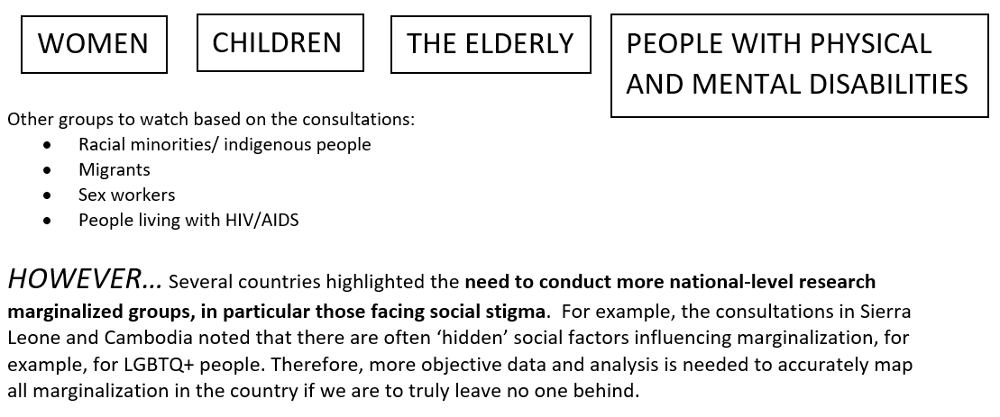 WOMEN
CHILDREN
THE ELDERLY
PEOPLE WITH PHYSICAL
AND MENTAL DISABILITIES
Other groups to watch based on the consultations:
• Racial minorities/ indigenous people
• Migrants
• Sex workers
• People living with HIV/AIDS
HOWEVER... Several countries highlighted the need to conduct more national-level research
marginalized groups, in particular those facing social stigma.  For example, the consultations in Sierra
Leone and Cambodia noted that there are often ‘hidden’ social factors influencing marginalization, for
example, for LGBTQ+ people. Therefore, more objective data and analysis is needed to accurately map
all marginalization in the country if we are to truly leave no one behind.